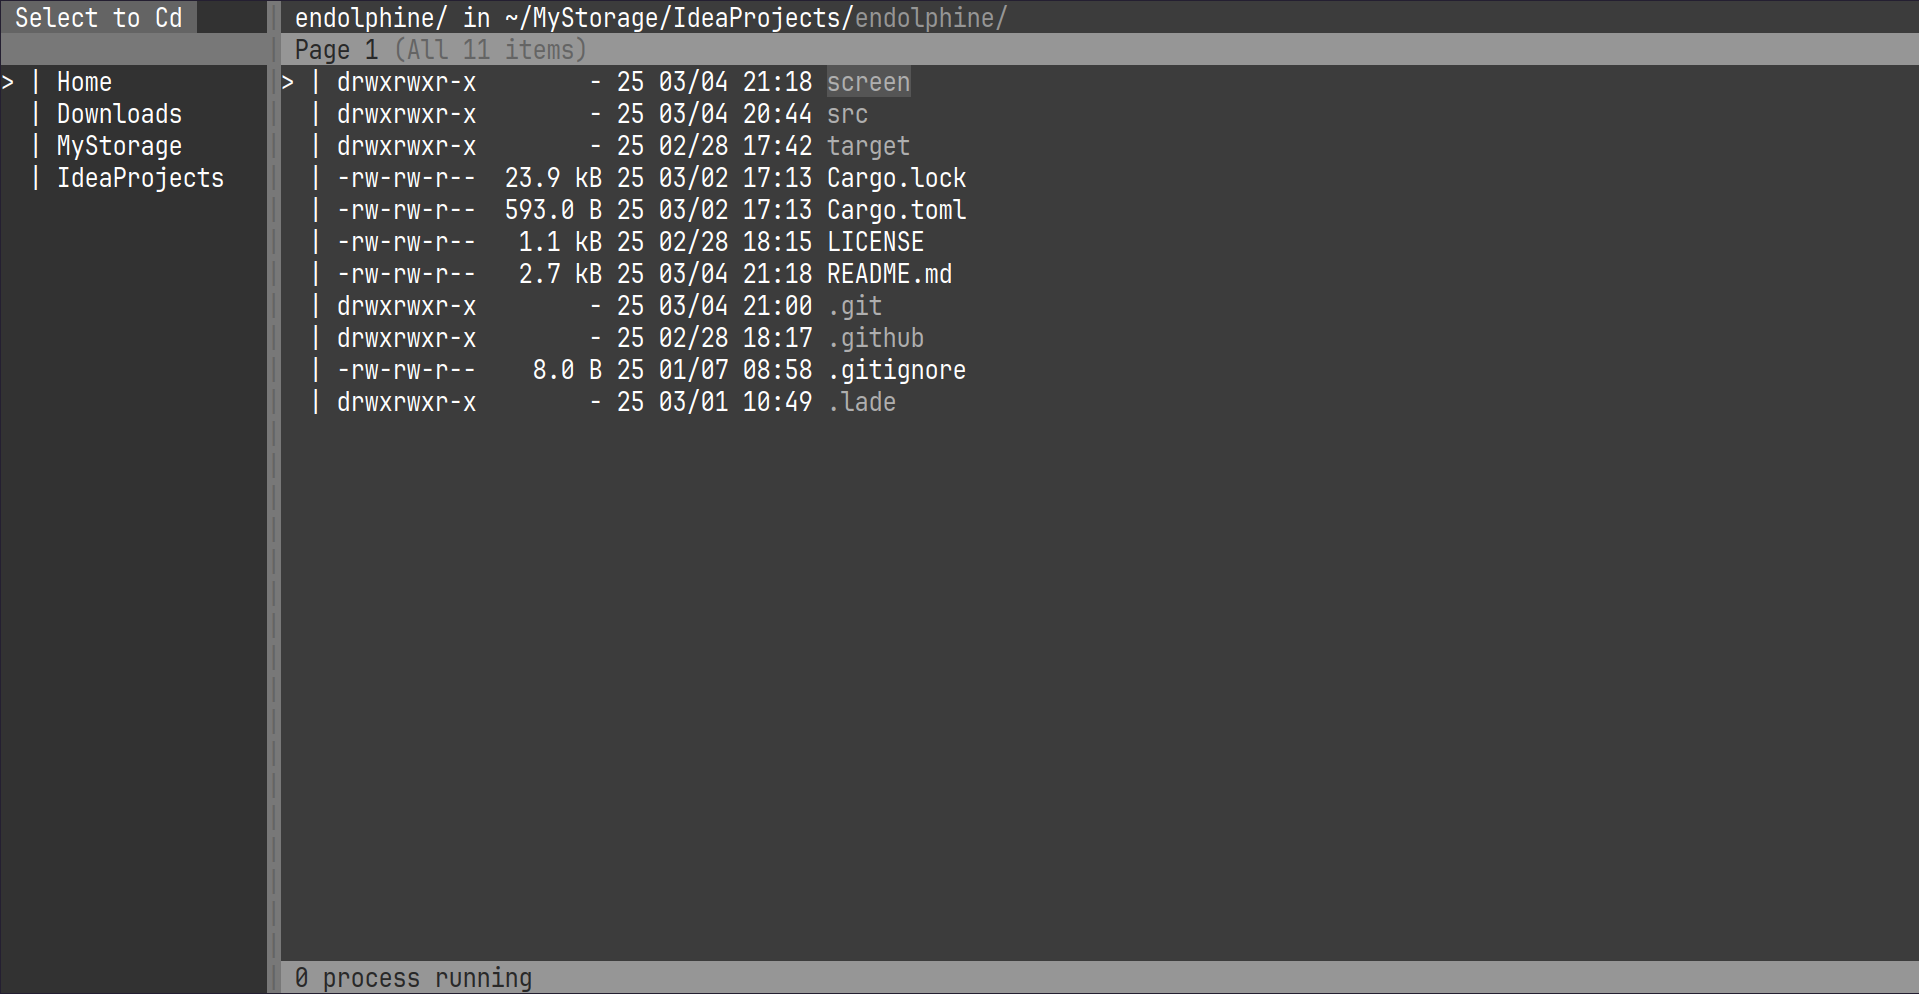 Select to Cd
> | Home
| Downloads
| MyStorage
| IdeaProjects
endolphine/ in ~/MyStorage/IdeaProjects/endolphine/
Page 1 (All 11 items)
> | drwxrwxr-x        - 25 03/04 21:18 screen
| drwxrwxr-x        - 25 03/04 20:44 src
| drwxrwxr-x        - 25 02/28 17:42 target
| -rw-rw-r--  23.9 kB 25 03/02 17:13 Cargo.lock
| -rw-rw-r--  593.0 B 25 03/02 17:13 Cargo.toml
| -rw-rw-r--   1.1 kB 25 02/28 18:15 LICENSE
| -rw-rw-r--   2.7 kB 25 03/04 21:18 README.md
| drwxrwxr-x        - 25 03/04 21:00 .git
| drwxrwxr-x        - 25 02/28 18:17 .github
| -rw-rw-r--    8.0 B 25 01/07 08:58 .gitignore
| drwxrwxr-x        - 25 03/01 10:49 .lade
0 process running